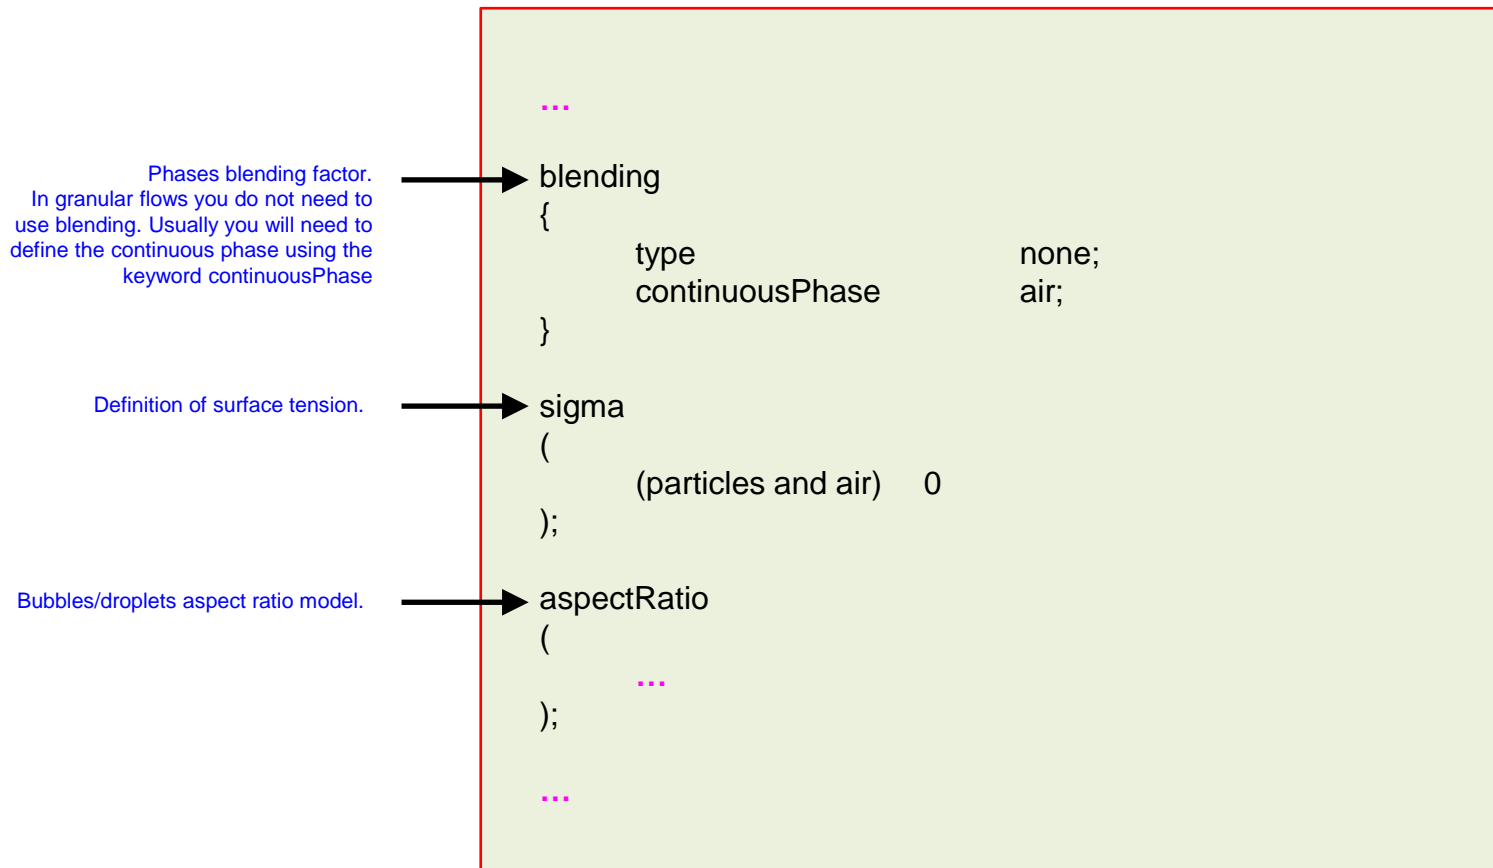 …
Phases blending factor.
In granular flows you do not need to
use blending. Usually you will need to
define the continuous phase using the
keyword continuousPhase
blending
{
type none;
continuousPhase air;
}
Definition of surface tension.
sigma
(
(particles and air) 0
);
Bubbles/droplets aspect ratio model.
aspectRatio
(
…
);
…